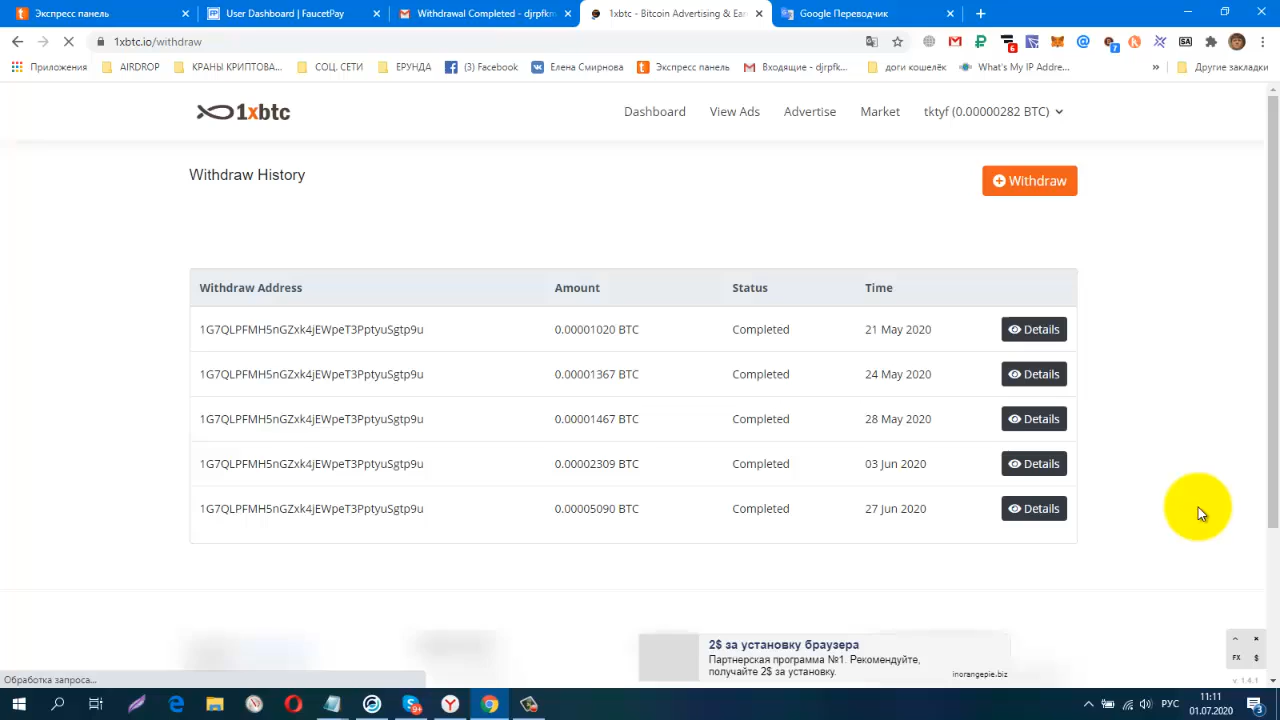 Экспресс панель
User Dashboard | FaucetPay
Withdrawal Completed - djrpfkm
1xbtc - Bitcoin Advertising & Ear
Google Переводчик
1xbtc.io/withdraw
Приложения
AIRDROP
КРАНЫ КРИПТОВА...
СОЦ. СЕТИ
ЕРУНДА
(3) Facebook
Елена Смирнова
Экспресс панель
Входящие - djrpfk...
доги кошелёк
What's My IP Addre...
Другие закладки
1xbtc
Dashboard
View Ads
Advertise
Market
tktyf (0.00000282 BTC)
Withdraw History
Withdraw
Withdraw Address Amount Status Time
1G7QLPFMH5nGZxk4jEWpeT3PptyuSgtp9u 0.00001020 BTC Completed 21 May 2020 Details
1G7QLPFMH5nGZxk4jEWpeT3PptyuSgtp9u 0.00001367 BTC Completed 24 May 2020 Details
1G7QLPFMH5nGZxk4jEWpeT3PptyuSgtp9u 0.00001467 BTC Completed 28 May 2020 Details
1G7QLPFMH5nGZxk4jEWpeT3PptyuSgtp9u 0.00002309 BTC Completed 03 Jun 2020 Details
1G7QLPFMH5nGZxk4jEWpeT3PptyuSgtp9u 0.00005090 BTC Completed 27 Jun 2020 Details
2$ за установку браузера
Партнерская программа №1. Рекомендуйте,
получайте 2$ за установку.
inorangepie.biz
FX $
v 1.4.1
Обработка запроса...
РУС
11:11
01.07.2020